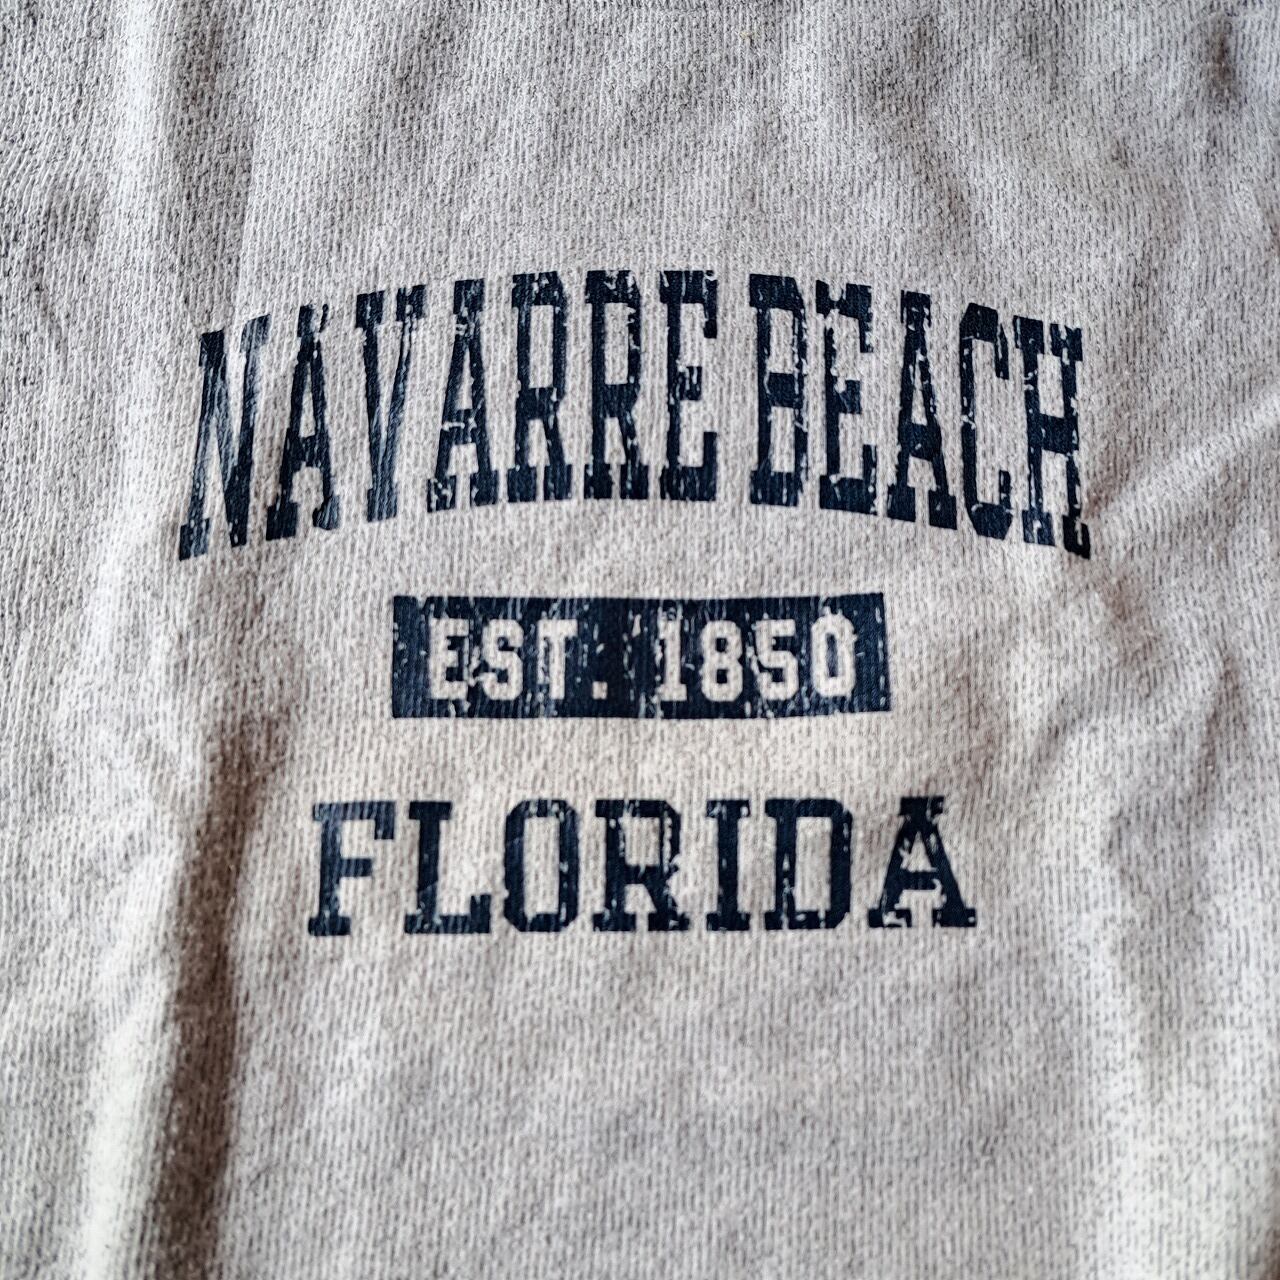 NAVARRE BEACH
EST. 1850
FLORIDA